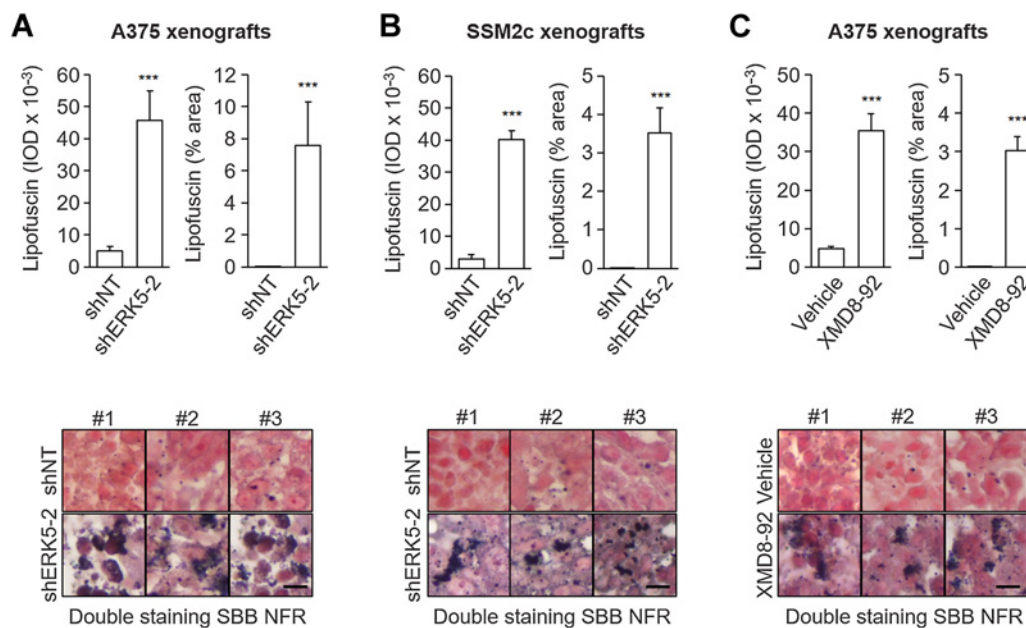 A
A375 xenografts
Lipofuscin (IOD x 10⁻³)
60
50
40
30
20
10
0
***
shNT
shERK5-2
Lipofuscin (% area)
12
10
8
6
4
2
0
***
shNT
shERK5-2
#1 #2 #3
shNT
shERK5-2
Double staining SBB NFR
B
SSM2c xenografts
Lipofuscin (IOD x 10⁻³)
60
50
40
30
20
10
0
***
shNT
shERK5-2
Lipofuscin (% area)
5
4
3
2
1
0
***
shNT
shERK5-2
#1 #2 #3
shNT
shERK5-2
Double staining SBB NFR
C
A375 xenografts
Lipofuscin (IOD x 10⁻³)
50
40
30
20
10
0
***
Vehicle
XMD8-92
Lipofuscin (% area)
5
4
3
2
1
0
***
Vehicle
XMD8-92
#1 #2 #3
Vehicle
XMD8-92
Double staining SBB NFR